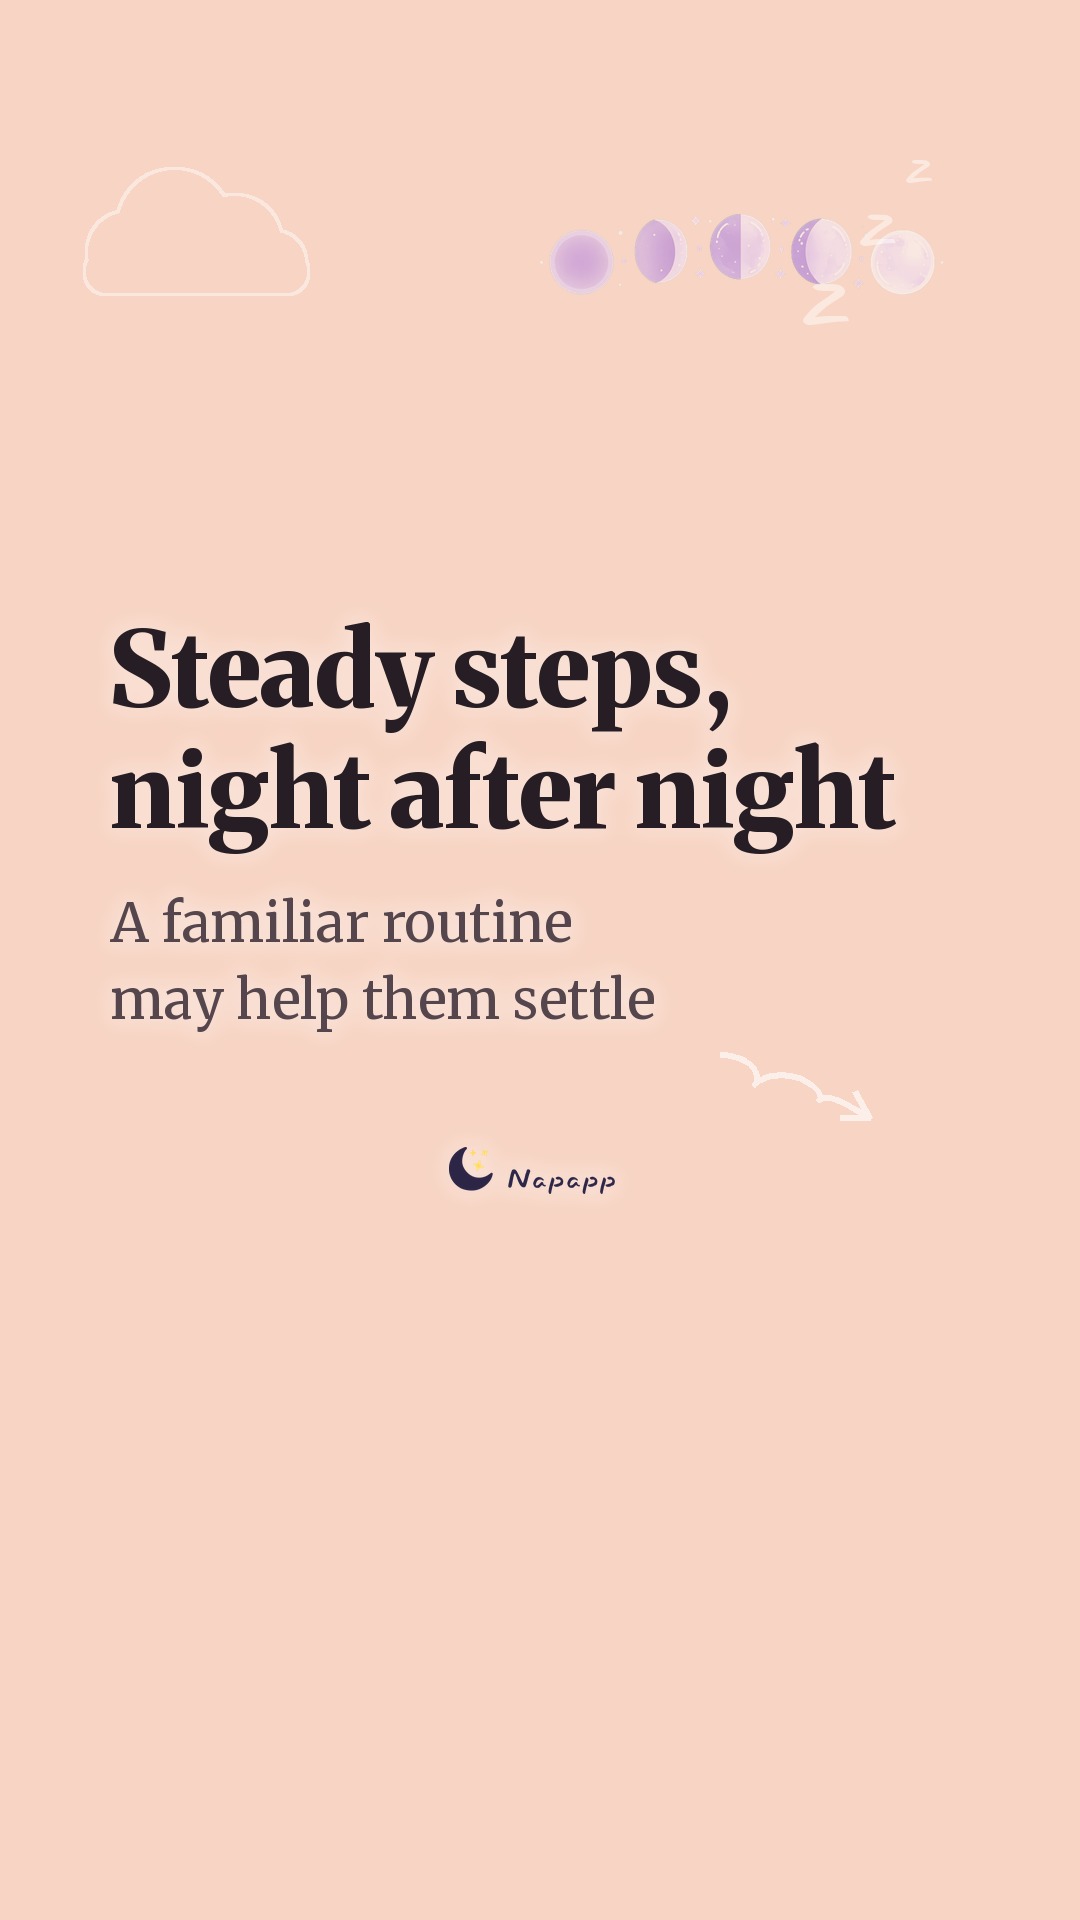 z
z
z
Steady steps,
night after night
A familiar routine
may help them settle
Napapp